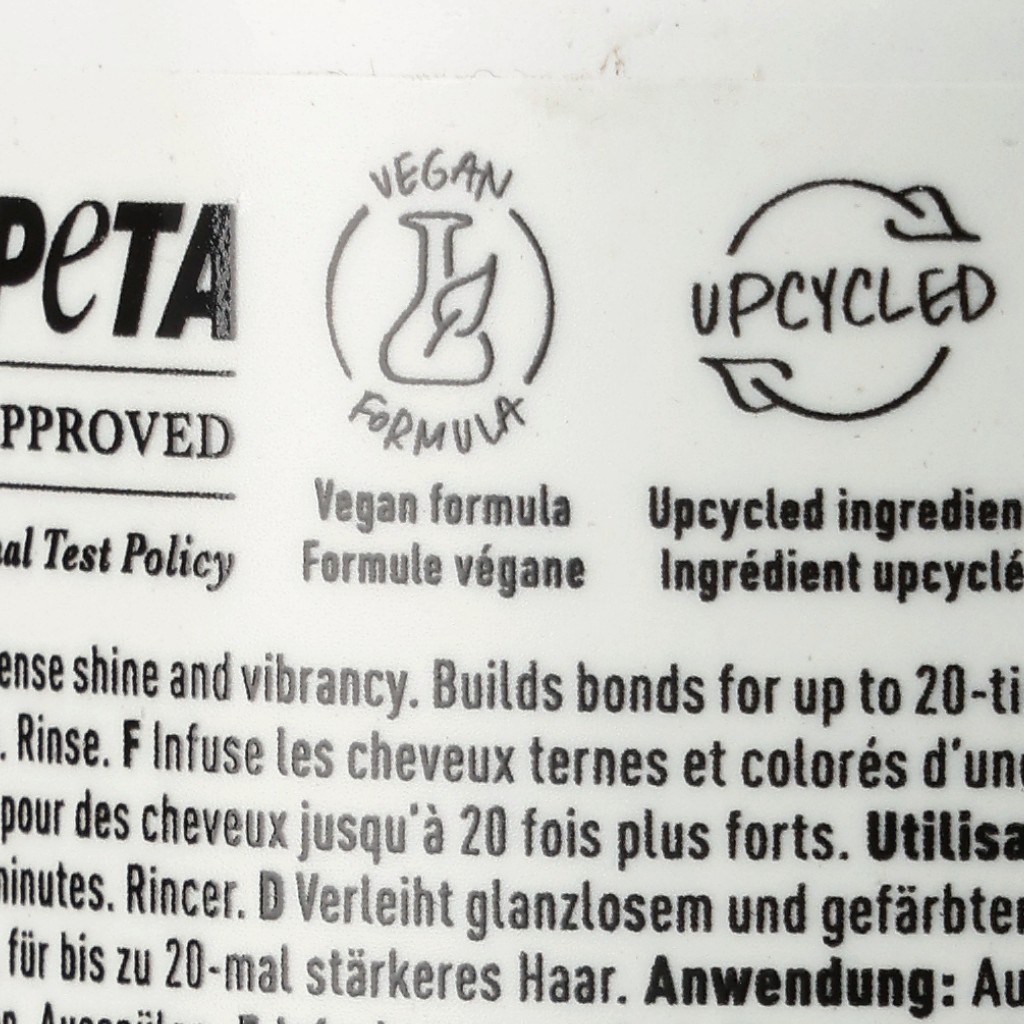 PETA
VEGAN
FORMULA
UPCYCLED
PPROVED
al Test Policy
Vegan formula
Formule végane
Upcycled ingredien
Ingrédient upcyclé
ense shine and vibrancy. Builds bonds for up to 20-ti
. Rinse. F Infuse les cheveux ternes et colorés d'un
pour des cheveux jusqu'à 20 fois plus forts. Utilisa
inutes. Rincer. D Verleiht glanzlosem und gefärbte
für bis zu 20-mal stärkeres Haar. Anwendung: Au